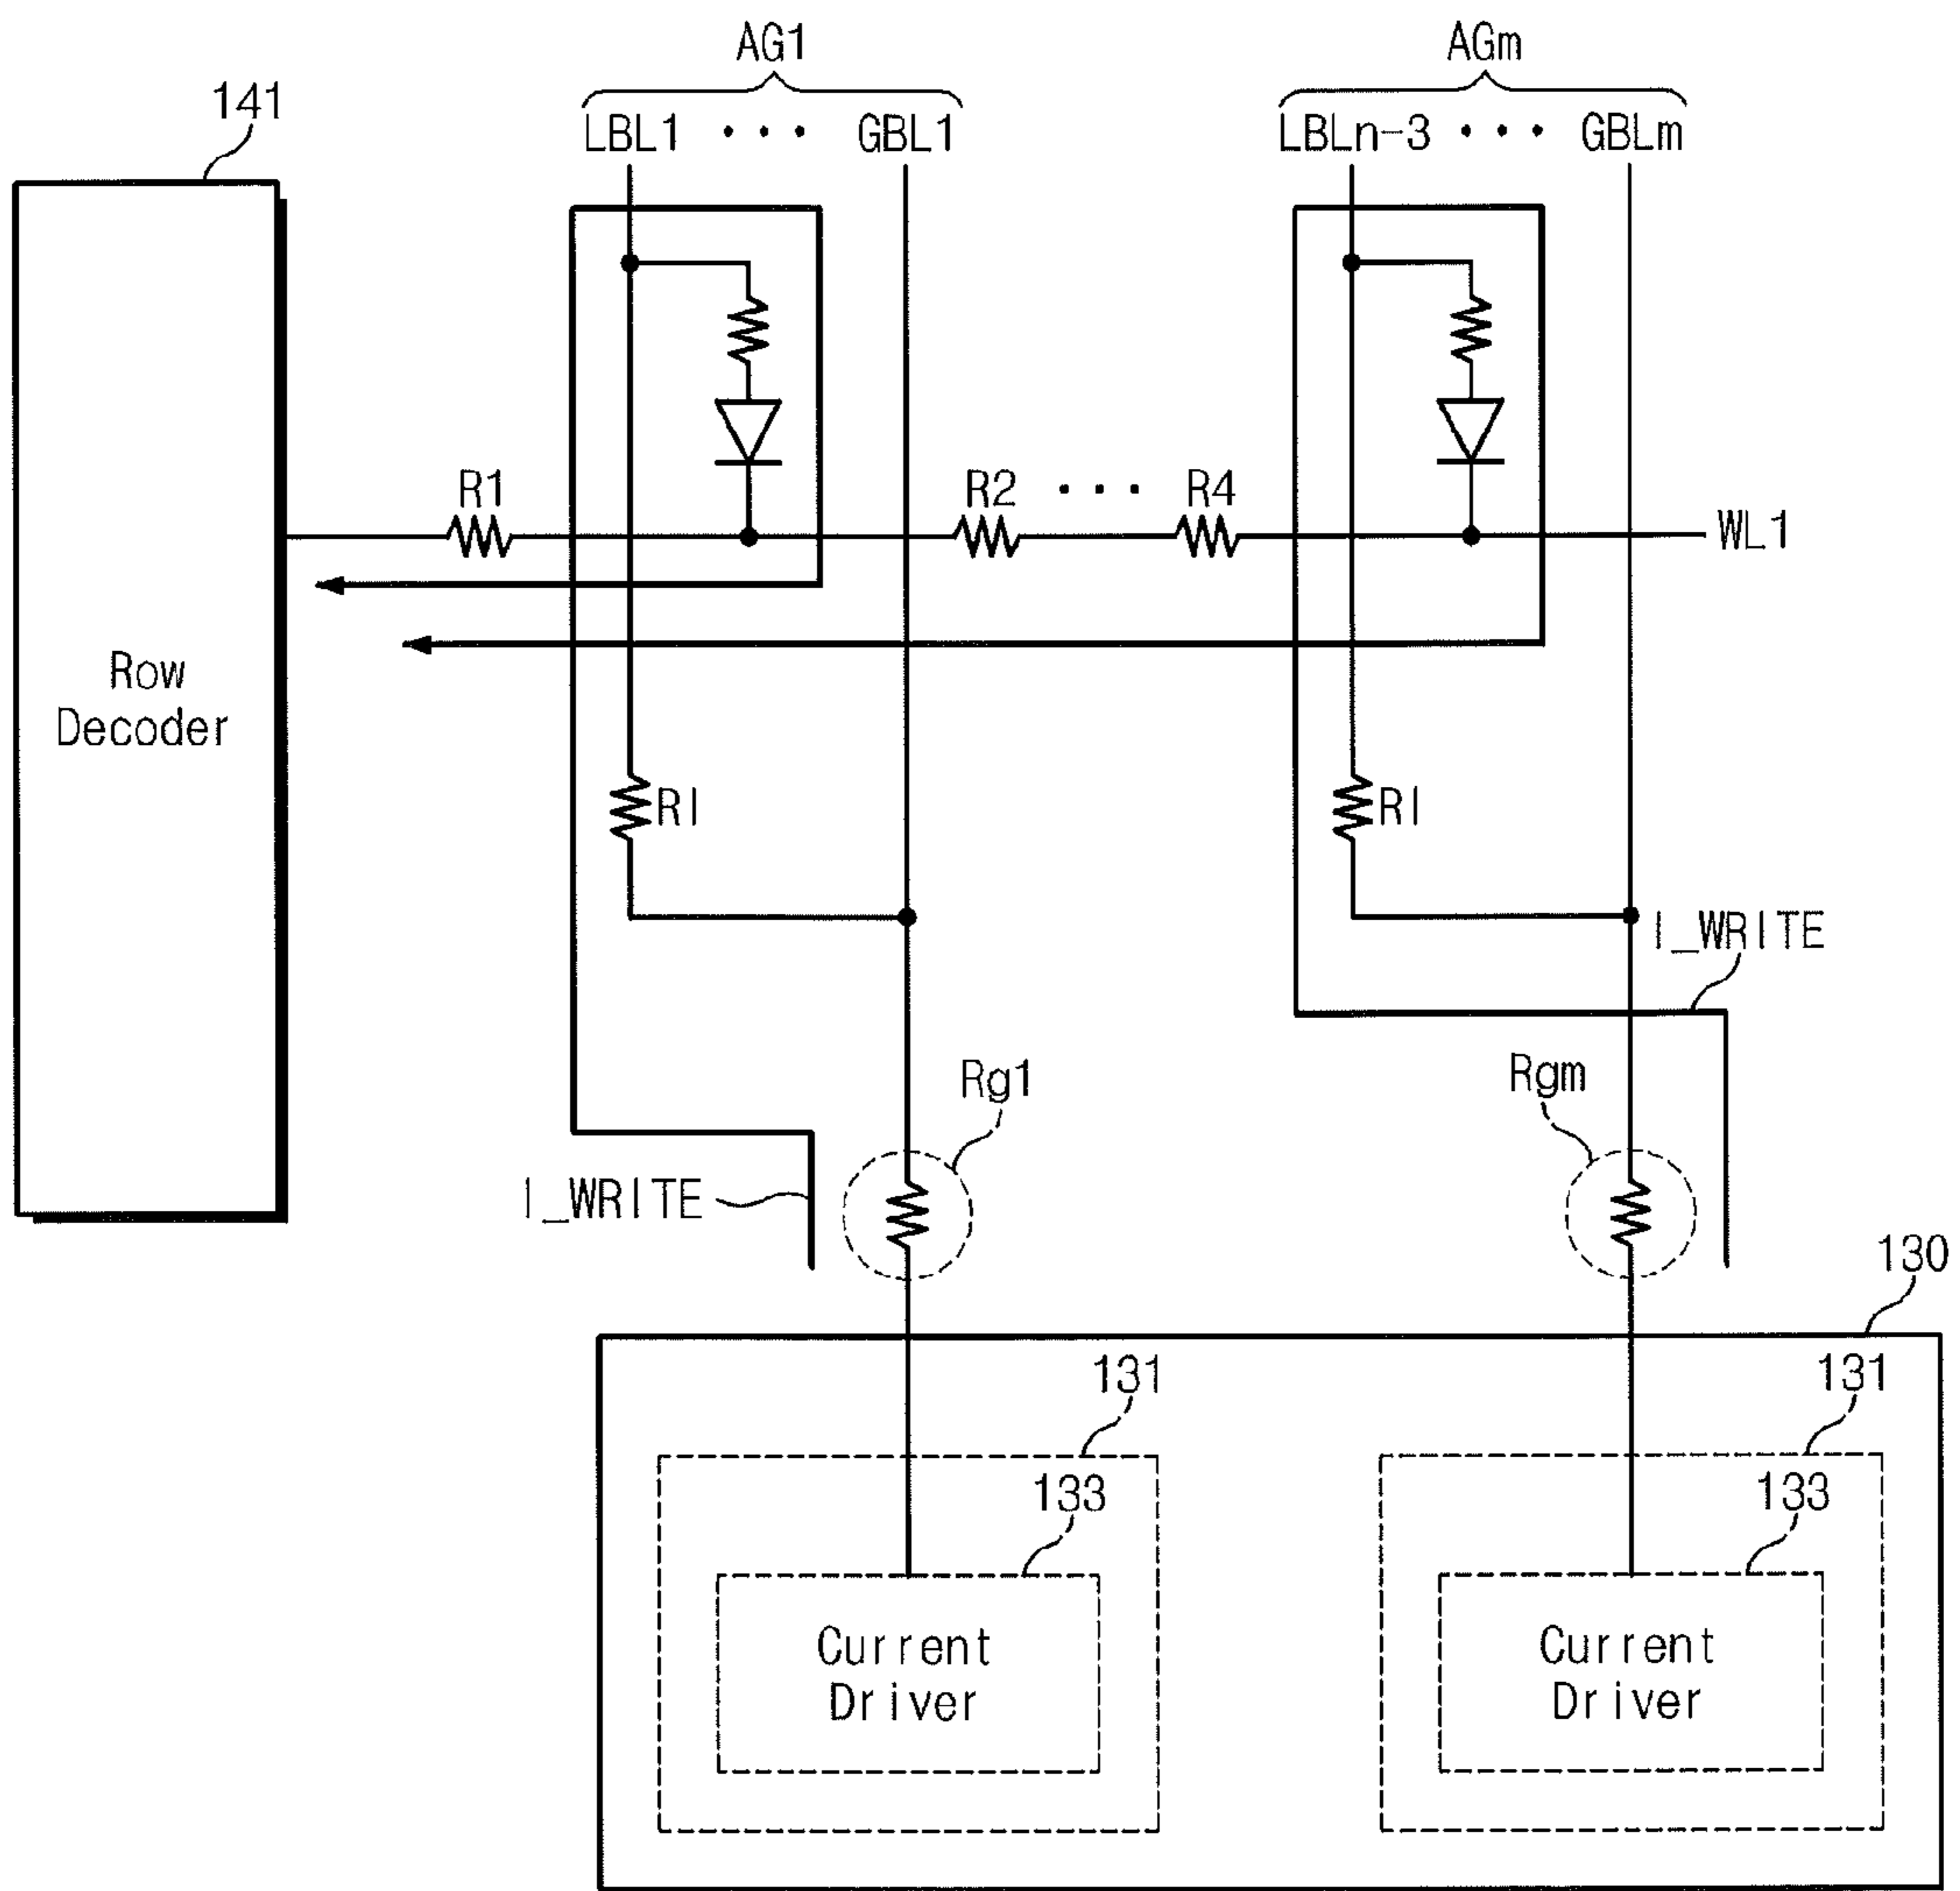 AG1
AGm
141
LBL1 ··· GBL1
LBLn-3 ··· GBLm
R1
R2 ··· R4
WL1
Row
Decoder
Rl
Rl
I_WRITE
Rg1
Rgm
I_WRITE
130
131
131
133
133
Current
Driver
Current
Driver